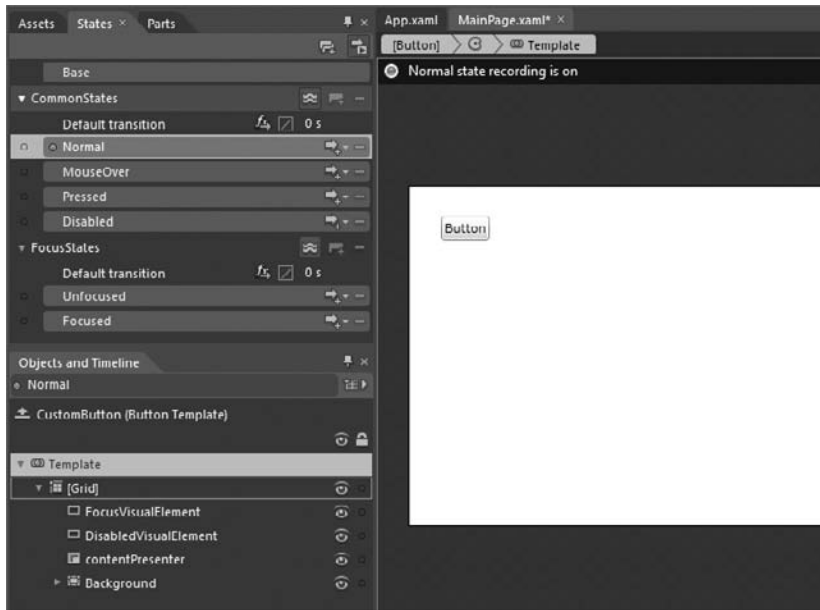 Assets States × Parts
Base
CommonStates
Default transition 0 s
Normal
MouseOver
Pressed
Disabled
FocusStates
Default transition 0 s
Unfocused
Focused
Objects and Timeline
Normal
CustomButton (Button Template)
Template
[Grid]
FocusVisualElement
DisabledVisualElement
contentPresenter
Background
App.xaml MainPage.xaml* ×
[Button] Template
Normal state recording is on
Button